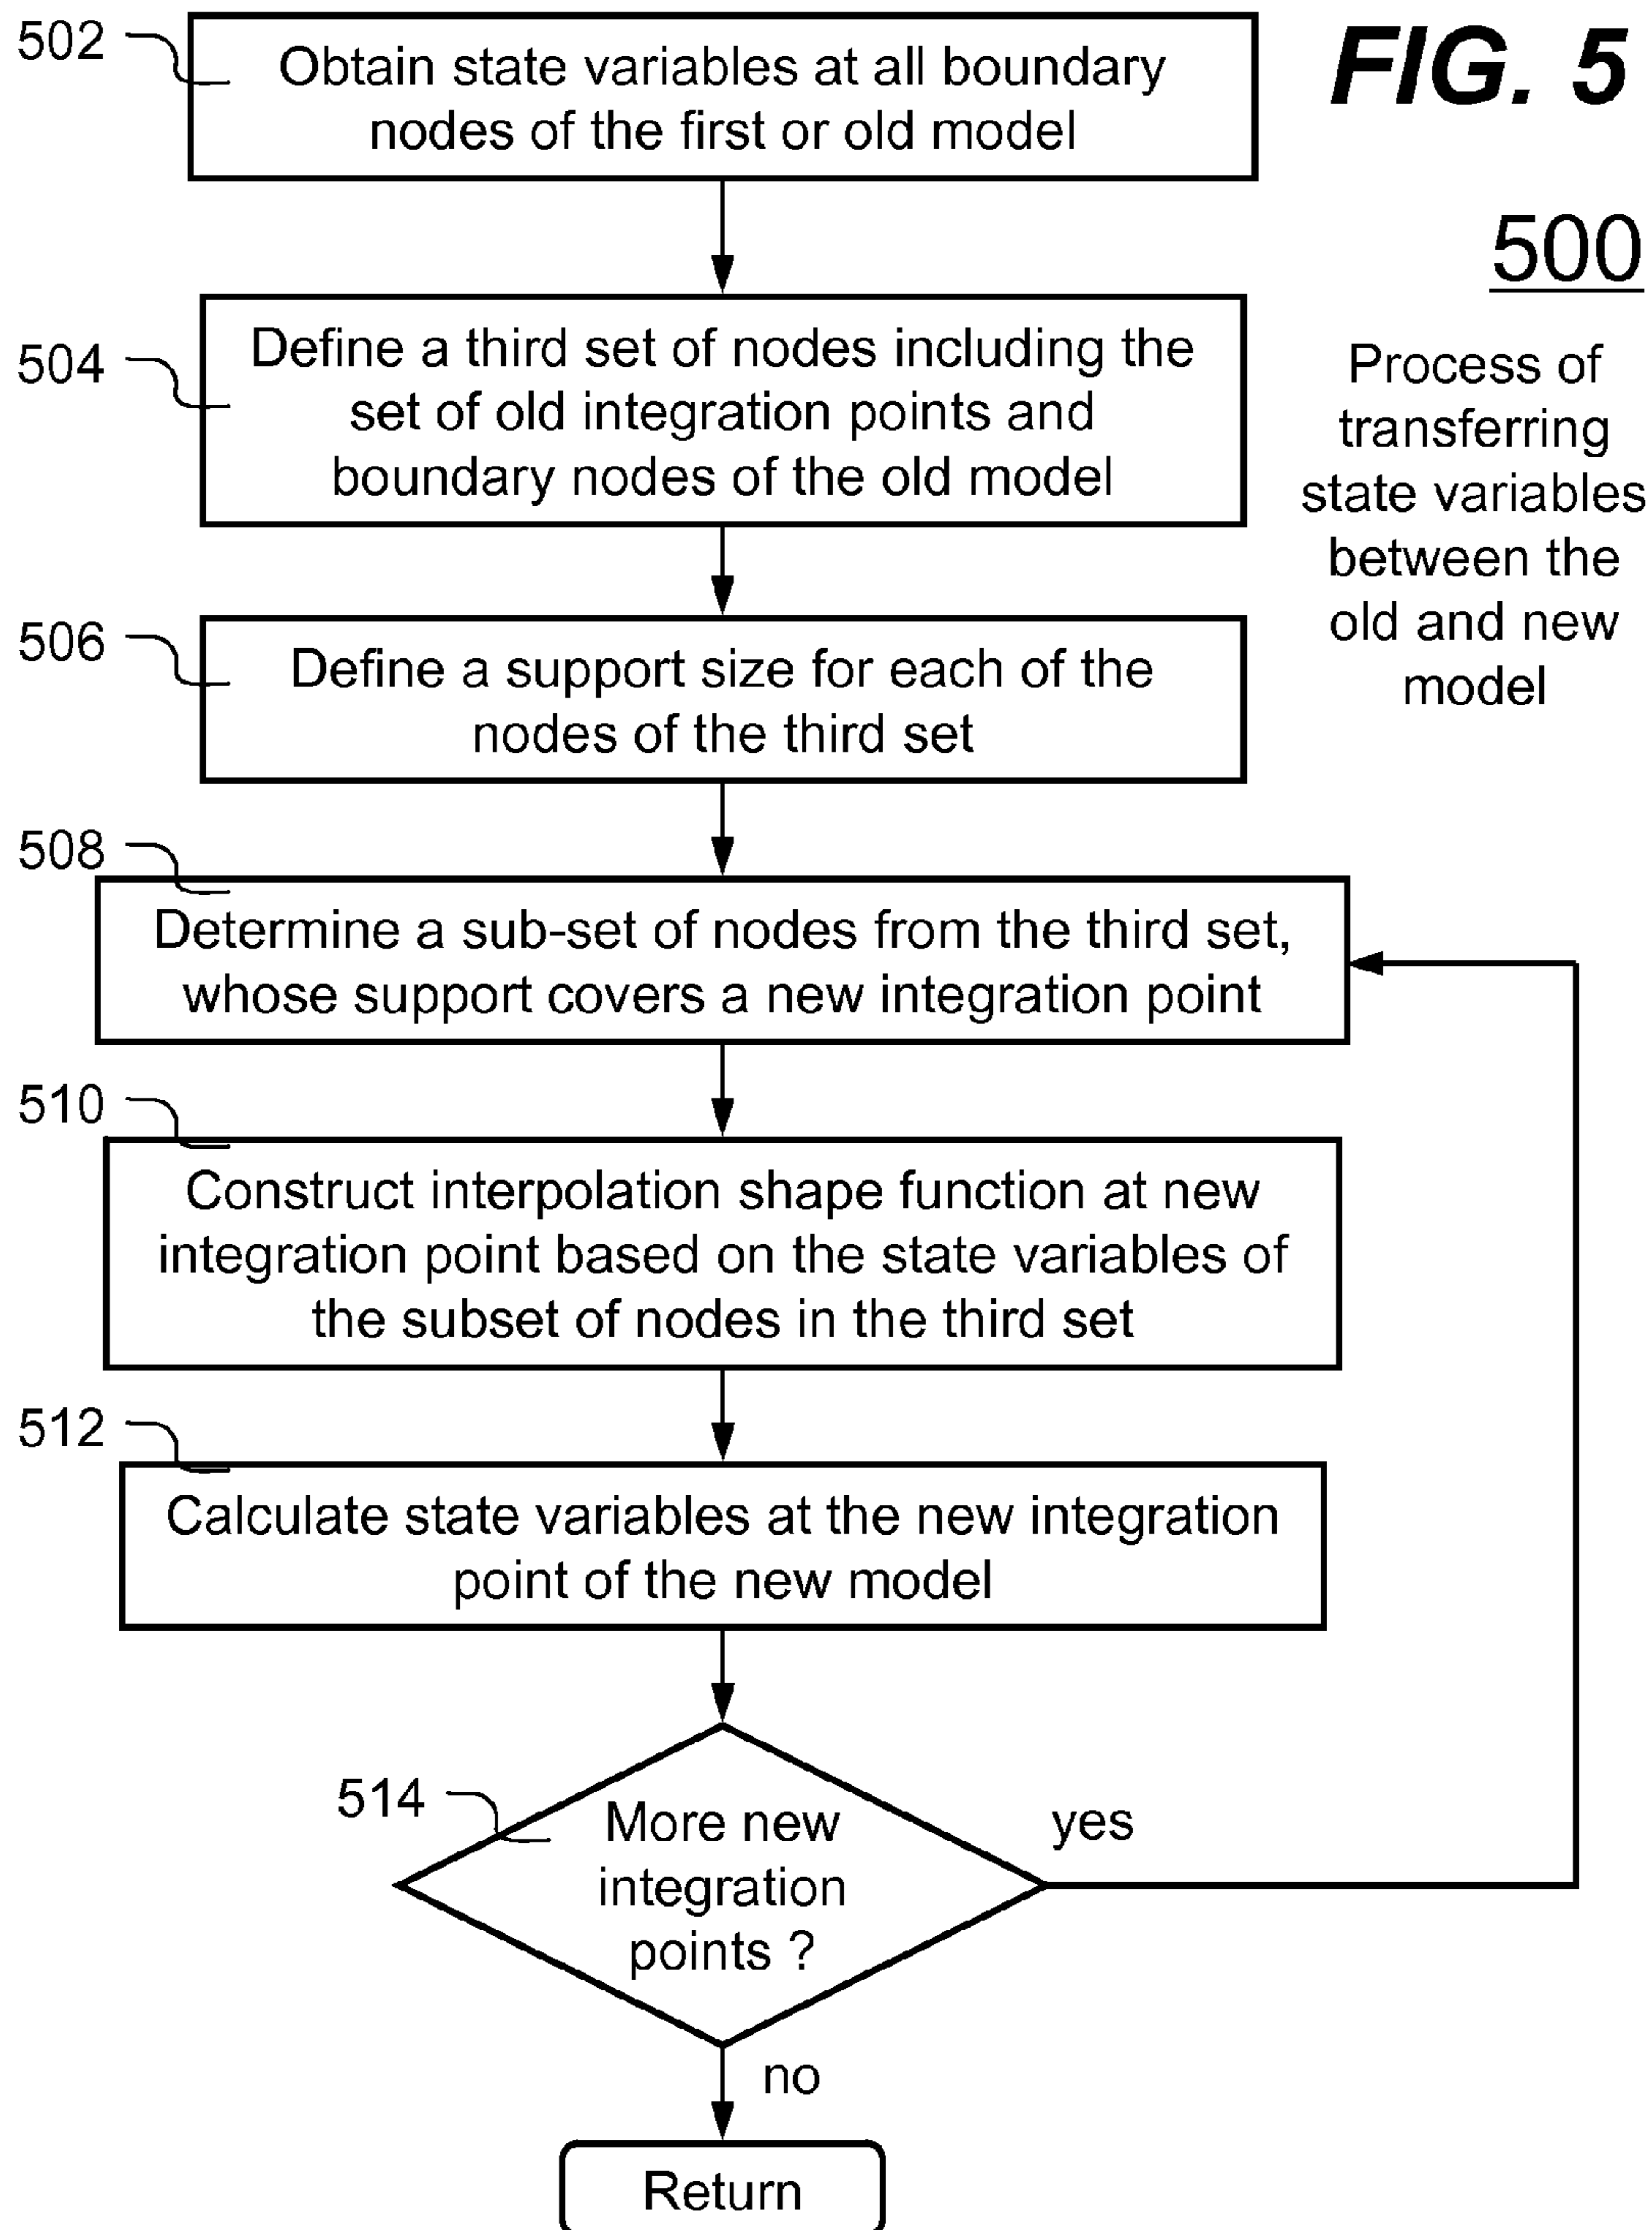 FIG. 5
500
Process of
transferring
state variables
between the
old and new
model
502
Obtain state variables at all boundary
nodes of the first or old model
504
Define a third set of nodes including the
set of old integration points and
boundary nodes of the old model
506
Define a support size for each of the
nodes of the third set
508
Determine a sub-set of nodes from the third set,
whose support covers a new integration point
510
Construct interpolation shape function at new
integration point based on the state variables of
the subset of nodes in the third set
512
Calculate state variables at the new integration
point of the new model
514
More new
integration
points ?
yes
no
Return